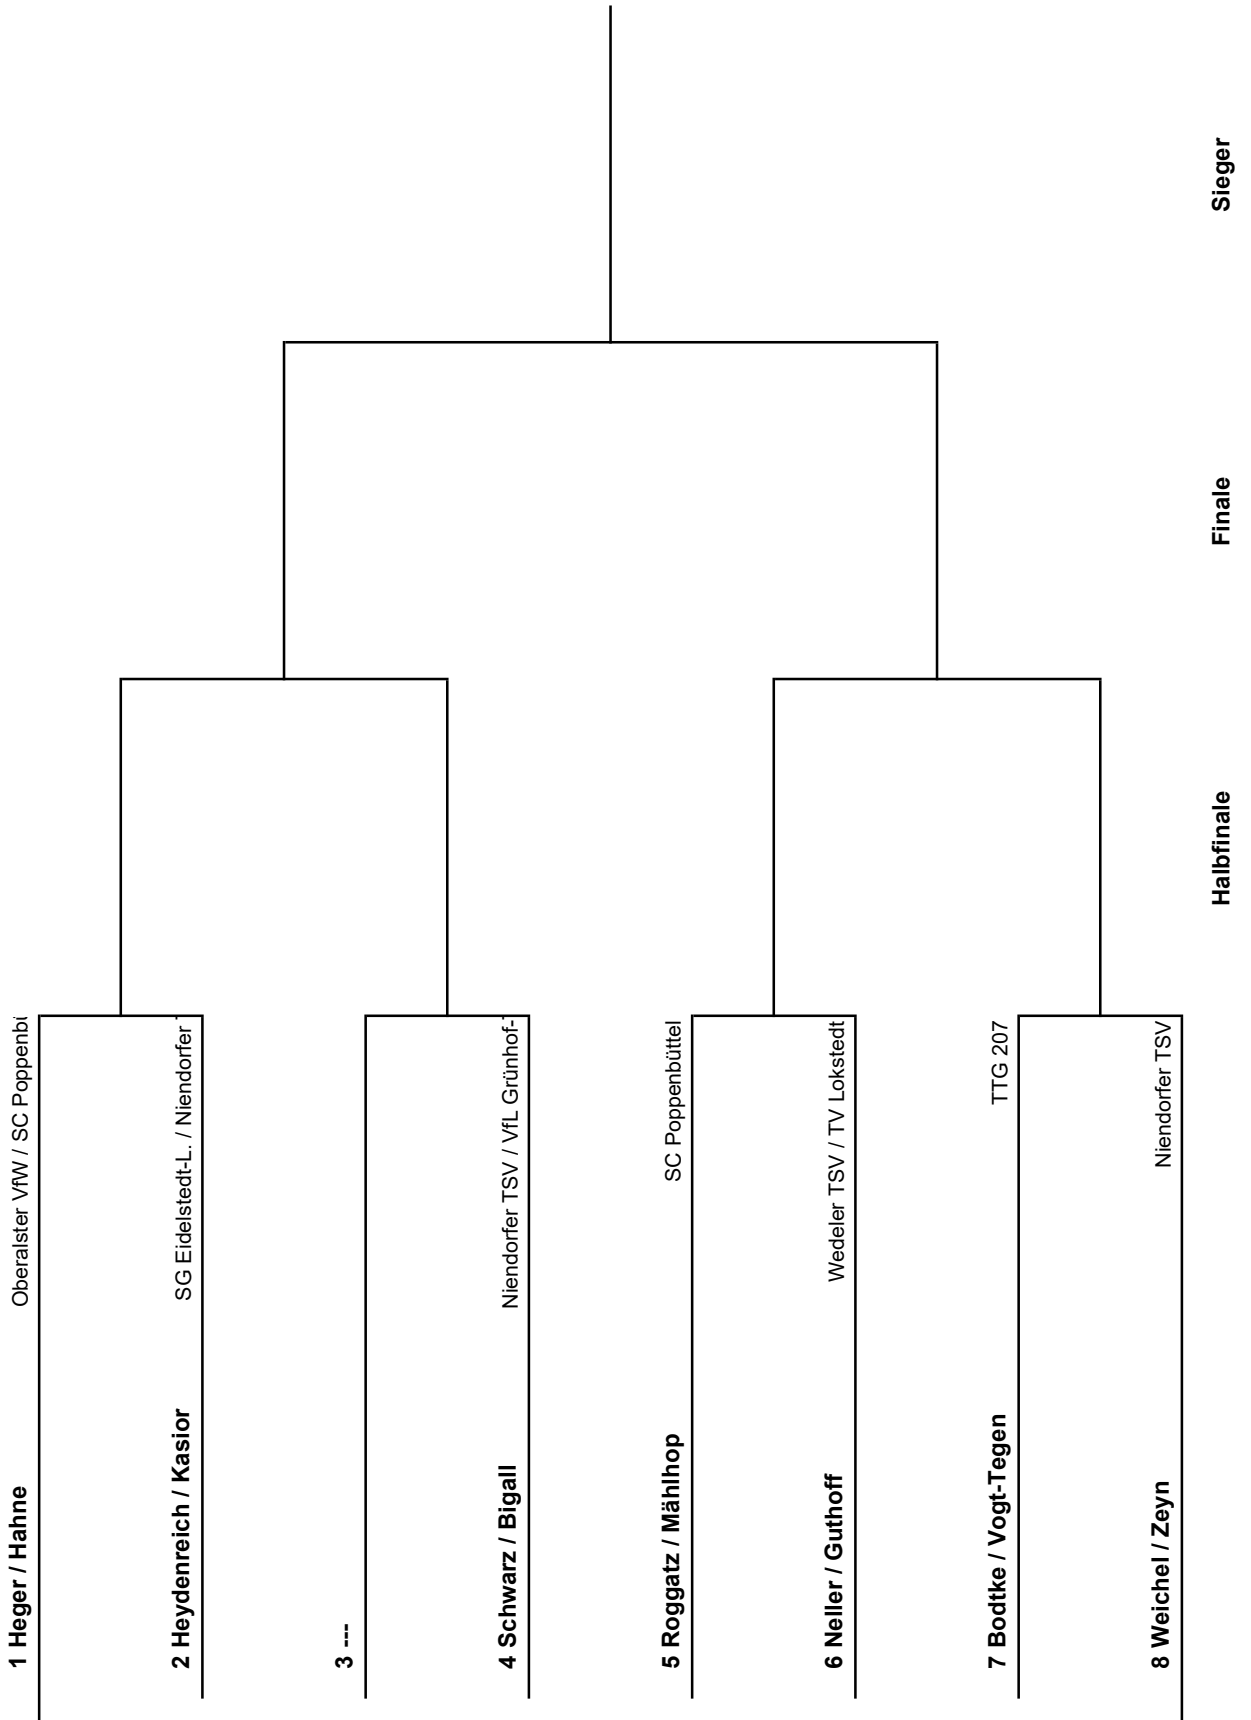 1 Heger / Hahne Oberalster VfW / SC Poppenbü
2 Heydenreich / Kasior SG Eidelstedt-L. / Niendorfer
3 ---
4 Schwarz / Bigall Niendorfer TSV / VfL Grünhof-
5 Roggatz / Mählhop SC Poppenbüttel
6 Neller / Guthoff Wedeler TSV / TV Lokstedt
7 Bodtke / Vogt-Tegen TTG 207
8 Weichel / Zeyn Niendorfer TSV
Halbfinale Finale Sieger